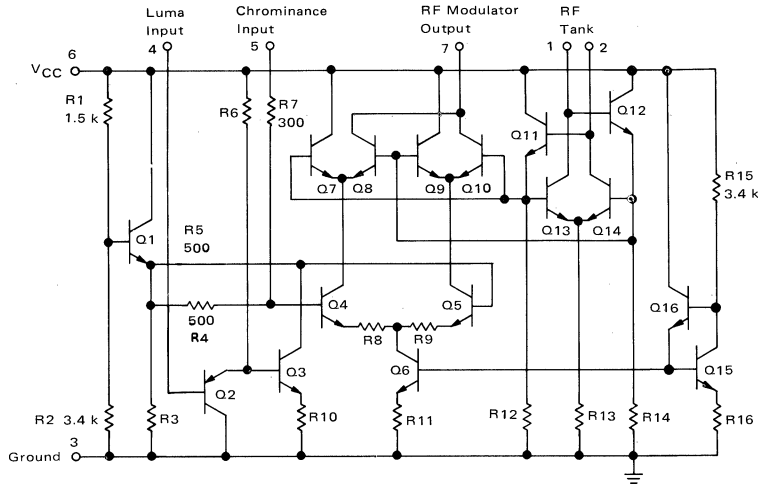 Luma Input 4
Chrominance Input 5
RF Modulator Output 7
RF Tank 1 2
6
VCC
R1 1.5 k
R6
R7 300
Q11
Q12
Q7
Q8
Q9
Q10
Q13
Q14
R15 3.4 k
Q1
R5 500
500 R4
Q4
Q5
Q16
R8
R9
Q3
Q6
Q15
Q2
R2 3.4 k
R3
R10
R11
R12
R13
R14
R16
3
Ground